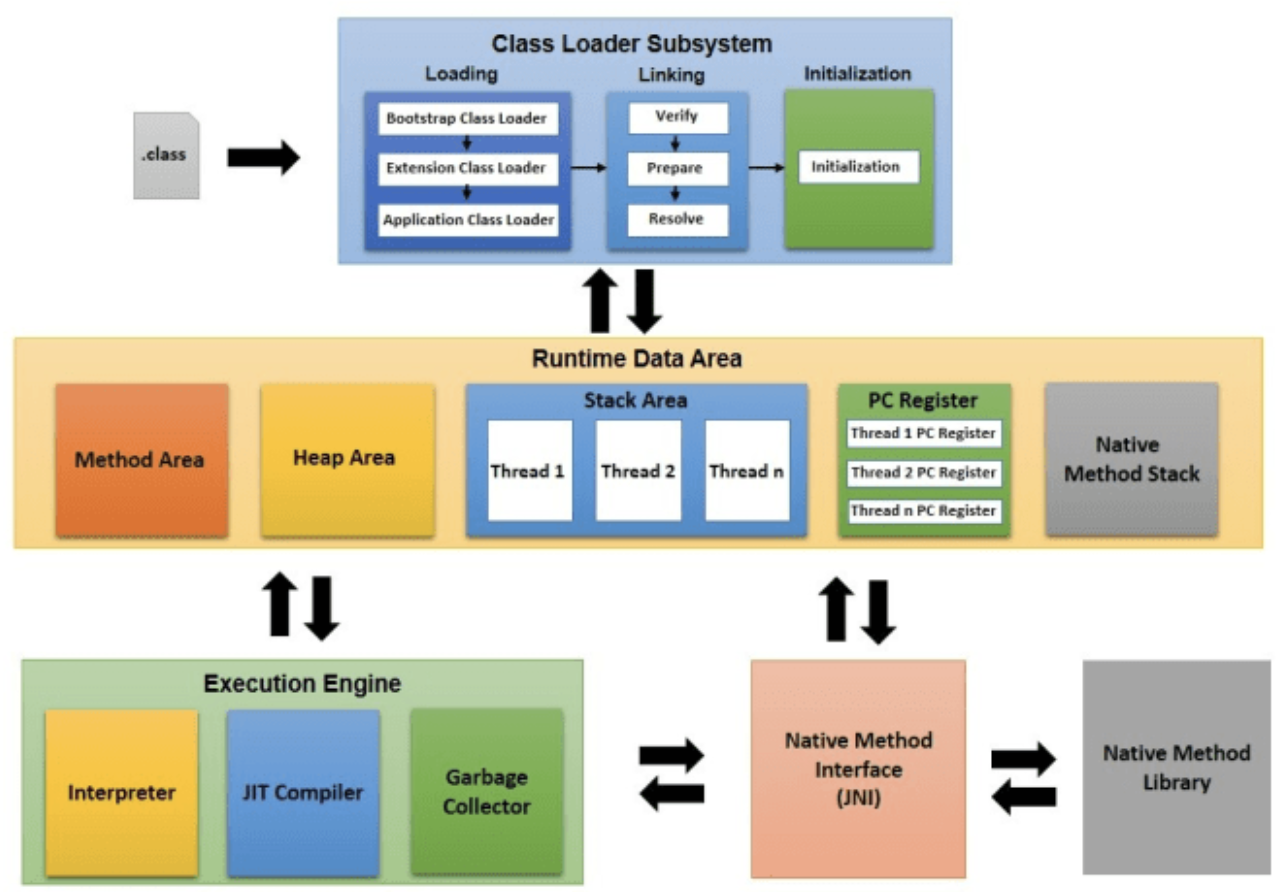 Class Loader Subsystem
Loading
Linking
Initialization
.class
Bootstrap Class Loader
Extension Class Loader
Application Class Loader
Verify
Prepare
Resolve
Initialization
Runtime Data Area
Method Area
Heap Area
Stack Area
Thread 1
Thread 2
Thread n
PC Register
Thread 1 PC Register
Thread 2 PC Register
Thread n PC Register
Native
Method Stack
Execution Engine
Interpreter
JIT Compiler
Garbage
Collector
Native Method
Interface
(JNI)
Native Method
Library